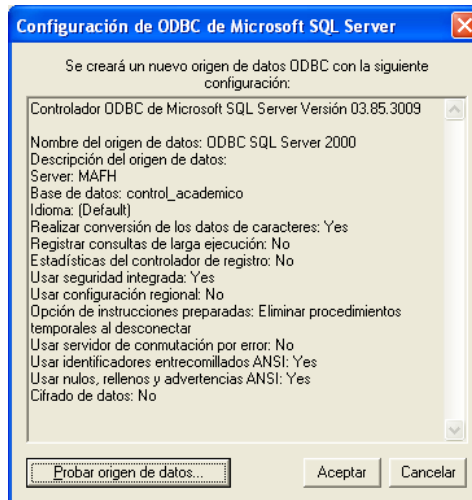 Configuración de ODBC de Microsoft SQL Server
Se creará un nuevo origen de datos ODBC con la siguiente
configuración:
Controlador ODBC de Microsoft SQL Server Versión 03.85.3009
Nombre del origen de datos: ODBC SQL Server 2000
Descripción del origen de datos:
Server: MAFH
Base de datos: control_academico
Idioma: (Default)
Realizar conversión de los datos de caracteres: Yes
Registrar consultas de larga ejecución: No
Estadísticas del controlador de registro: No
Usar seguridad integrada: Yes
Usar configuración regional: No
Opción de instrucciones preparadas: Eliminar procedimientos
temporales al desconectar
Usar servidor de conmutación por error: No
Usar identificadores entrecomillados ANSI: Yes
Usar nulos, rellenos y advertencias ANSI: Yes
Cifrado de datos: No
Probar origen de datos... Aceptar Cancelar